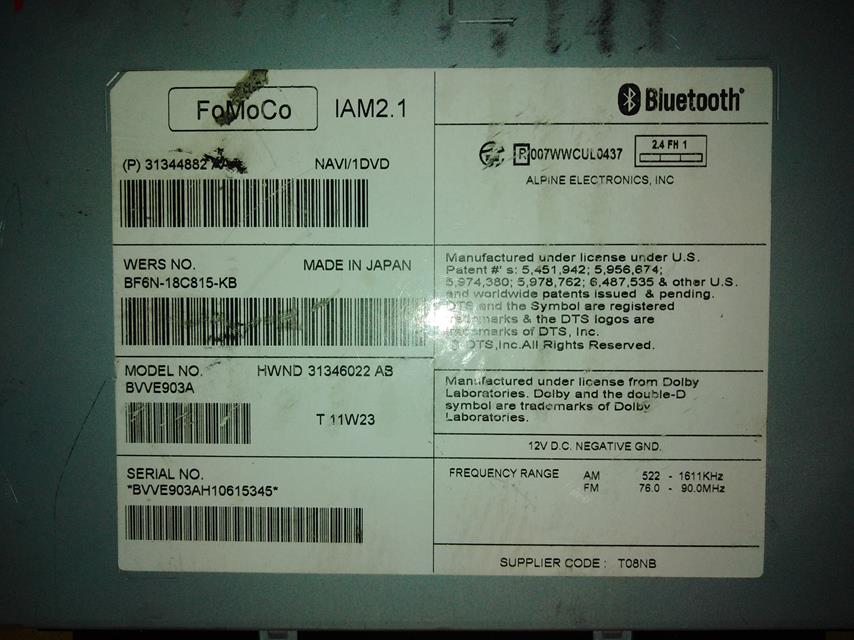 FoMoCo IAM2.1
(P) 31344882
NAVI/1DVD
WERS NO. MADE IN JAPAN
BF6N-18C815-KB
MODEL NO. HWND 31346022 AB
BVVE903A
T 11W23
SERIAL NO.
*BVVE903AH10615345*
Bluetooth®
R 007WWCUL0437
2.4 FH 1
ALPINE ELECTRONICS, INC
Manufactured under license under U.S.
Patent #' s: 5,451,942; 5,956,674;
5,974,380; 5,978,762; 6,487,535 & other U.S.
and worldwide patents issued & pending.
DTS and the Symbol are registered
trademarks & the DTS logos are
trademarks of DTS, Inc.
© DTS,Inc.All Rights Reserved.
Manufactured under license from Dolby
Laboratories. Dolby and the double-D
symbol are trademarks of Dolby
Laboratories.
12V D.C. NEGATIVE GND.
FREQUENCY RANGE AM 522 - 1611KHz
FM 76.0 - 90.0MHz
SUPPLIER CODE : T08NB